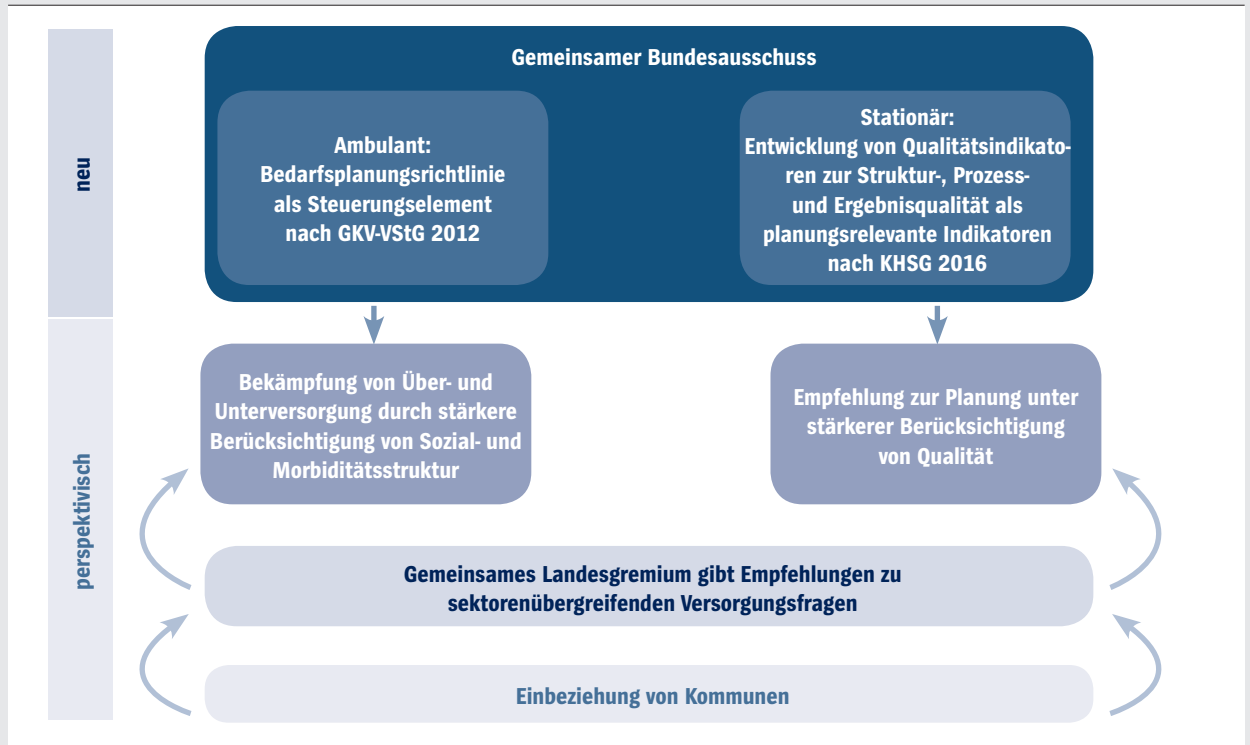 neu
Gemeinsamer Bundesausschuss
Ambulant:
Bedarfsplanungsrichtlinie
als Steuerungselement
nach GKV-VStG 2012
Stationär:
Entwicklung von Qualitätsindikato-
ren zur Struktur-, Prozess-
und Ergebnisqualität als
planungsrelevante Indikatoren
nach KHSG 2016
perspektivisch
Bekämpfung von Über- und
Unterversorgung durch stärkere
Berücksichtigung von Sozial- und
Morbiditätsstruktur
Empfehlung zur Planung unter
stärkerer Berücksichtigung
von Qualität
Gemeinsames Landesgremium gibt Empfehlungen zu
sektorenübergreifenden Versorgungsfragen
Einbeziehung von Kommunen